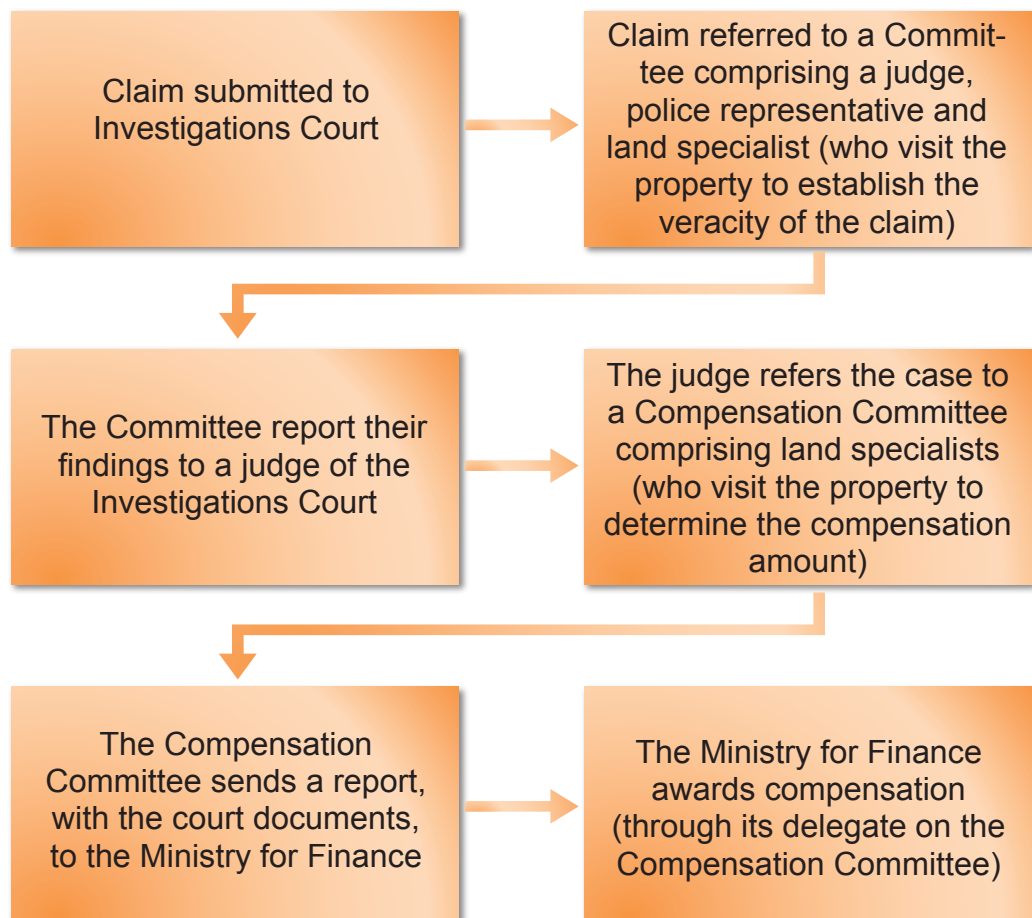 Claim submitted to
Investigations Court
Claim referred to a Commit-
tee comprising a judge,
police representative and
land specialist (who visit the
property to establish the
veracity of the claim)
The Committee report their
findings to a judge of the
Investigations Court
The judge refers the case to
a Compensation Committee
comprising land specialists
(who visit the property to
determine the compensation
amount)
The Compensation
Committee sends a report,
with the court documents,
to the Ministry for Finance
The Ministry for Finance
awards compensation
(through its delegate on the
Compensation Committee)